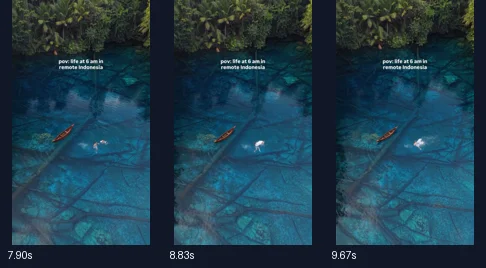 pov: life at 6 am in
remote Indonesia
pov: life at 6 am in
remote Indonesia
pov: life at 6 am in
remote Indonesia
7.90s
8.83s
9.67s